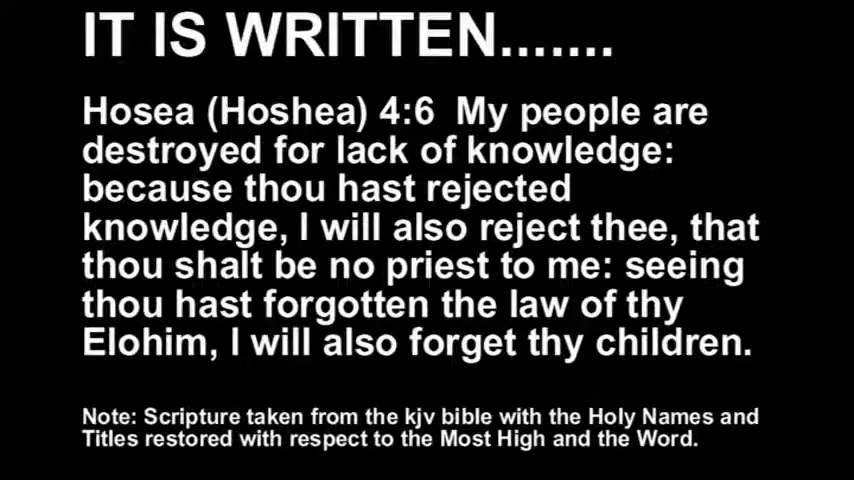 IT IS WRITTEN.......
Hosea (Hoshea) 4:6  My people are
destroyed for lack of knowledge:
because thou hast rejected
knowledge, I will also reject thee, that
thou shalt be no priest to me: seeing
thou hast forgotten the law of thy
Elohim, I will also forget thy children.
Note: Scripture taken from the kjv bible with the Holy Names and
Titles restored with respect to the Most High and the Word.